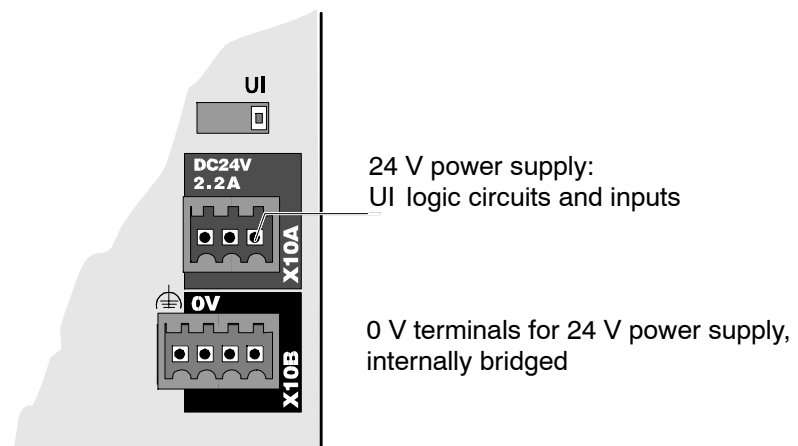 UI
DC24V
2.2A
X10A
24 V power supply:
UI logic circuits and inputs
0V
X10B
0 V terminals for 24 V power supply,
internally bridged